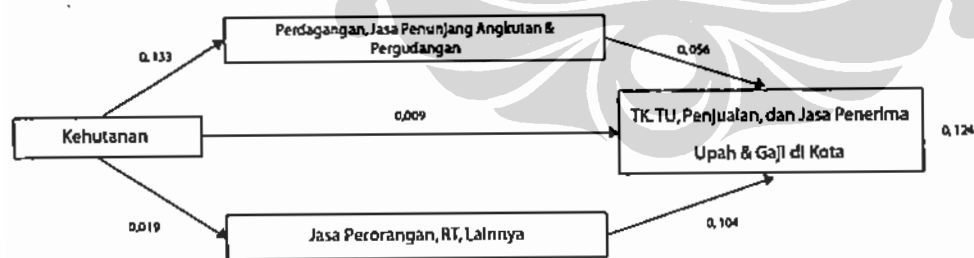 Perdagangan, Jasa Penunjang Angkutan &
Pergudangan
0,133
0,056
Kehutanan
0,009
TK. TU, Penjualan, dan Jasa Penerima
Upah & Gaji di Kota
0,124
0,019
Jasa Perorangan, RT, Lainnya
0,104